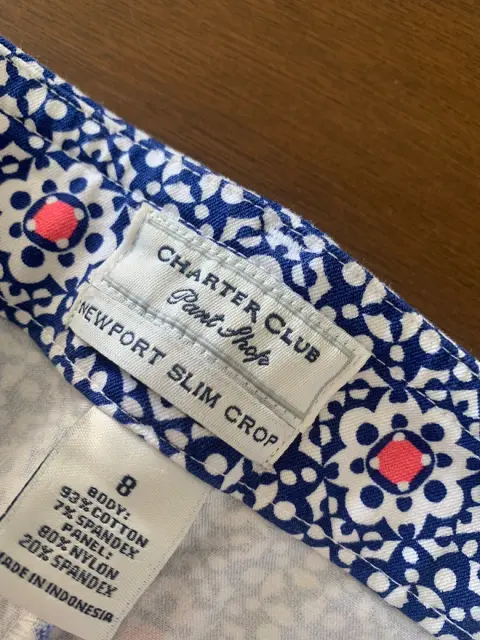 CHARTER CLUB
Pant Shop
NEWPORT SLIM CROP
8
BODY:
93% COTTON
7% SPANDEX
PANEL:
80% NYLON
20% SPANDEX
MADE IN INDONESIA